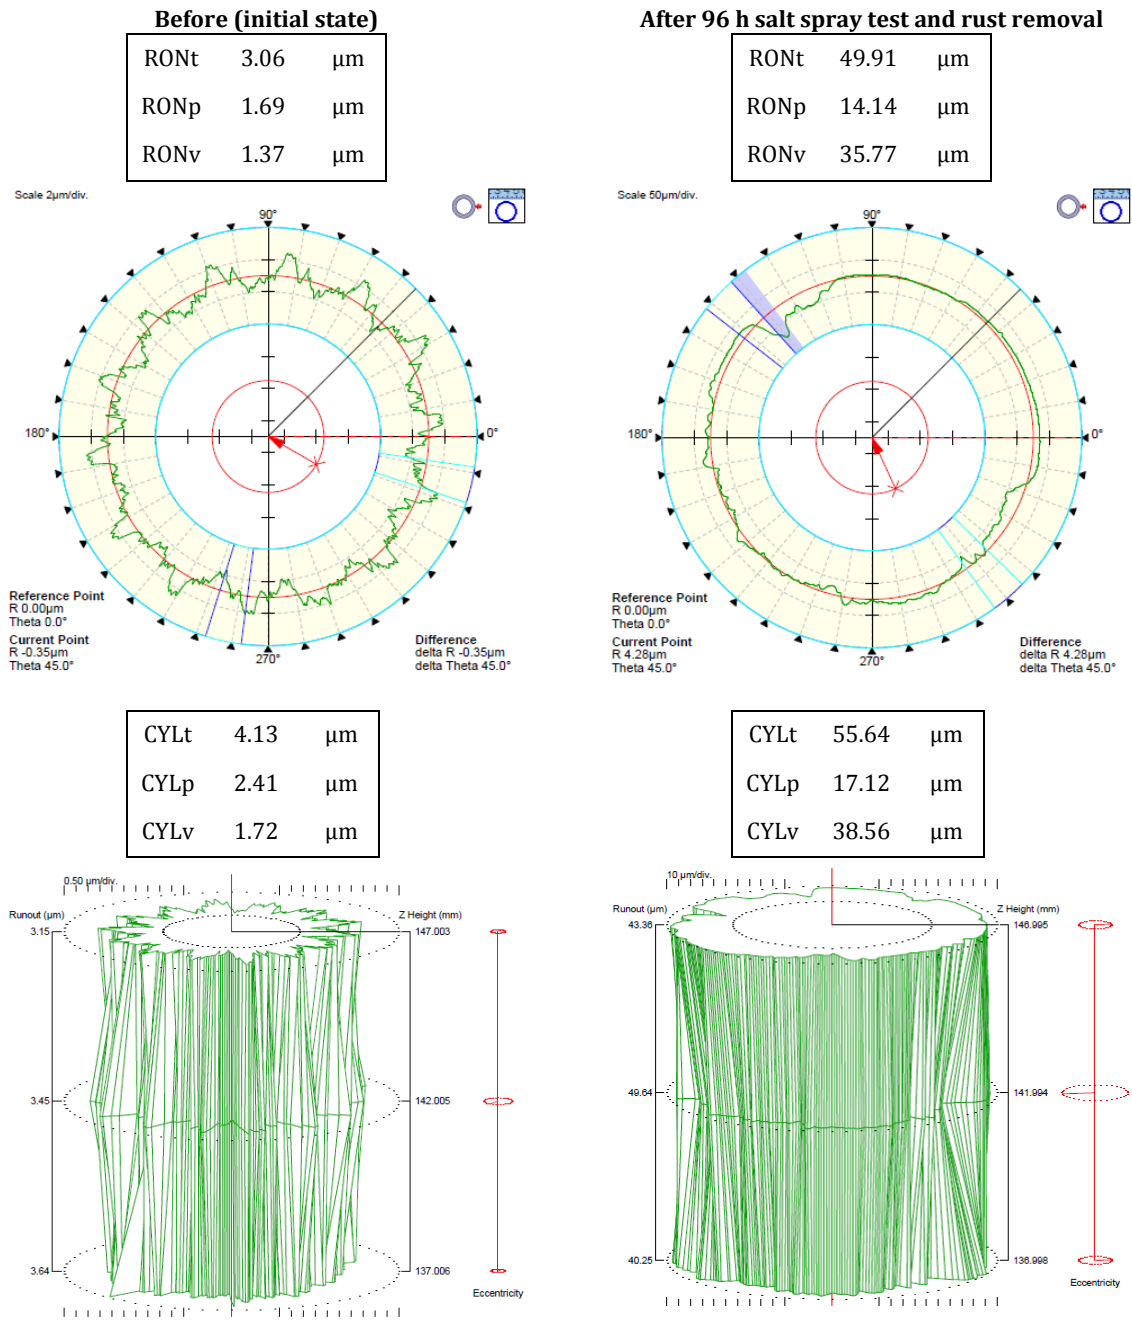 Before (initial state)
RONt 3.06 µm
RONp 1.69 µm
RONv 1.37 µm
Scale 2µm/div.
90°
180°
0°
270°
Reference Point
R 0.00µm
Theta 0.0°
Current Point
R -0.35µm
Theta 45.0°
Difference
delta R -0.35µm
delta Theta 45.0°
After 96 h salt spray test and rust removal
RONt 49.91 µm
RONp 14.14 µm
RONv 35.77 µm
Scale 50µm/div.
90°
180°
0°
270°
Reference Point
R 0.00µm
Theta 0.0°
Current Point
R 4.28µm
Theta 45.0°
Difference
delta R 4.28µm
delta Theta 45.0°
CYLt 4.13 µm
CYLp 2.41 µm
CYLv 1.72 µm
0.50 µm/div.
Runout (µm)
Z Height (mm)
3.15
147.003
3.45
142.005
3.64
137.006
Eccentricity
CYLt 55.64 µm
CYLp 17.12 µm
CYLv 38.56 µm
10 µm/div.
Runout (µm)
Z Height (mm)
43.36
146.995
49.64
141.994
40.25
136.998
Eccentricity